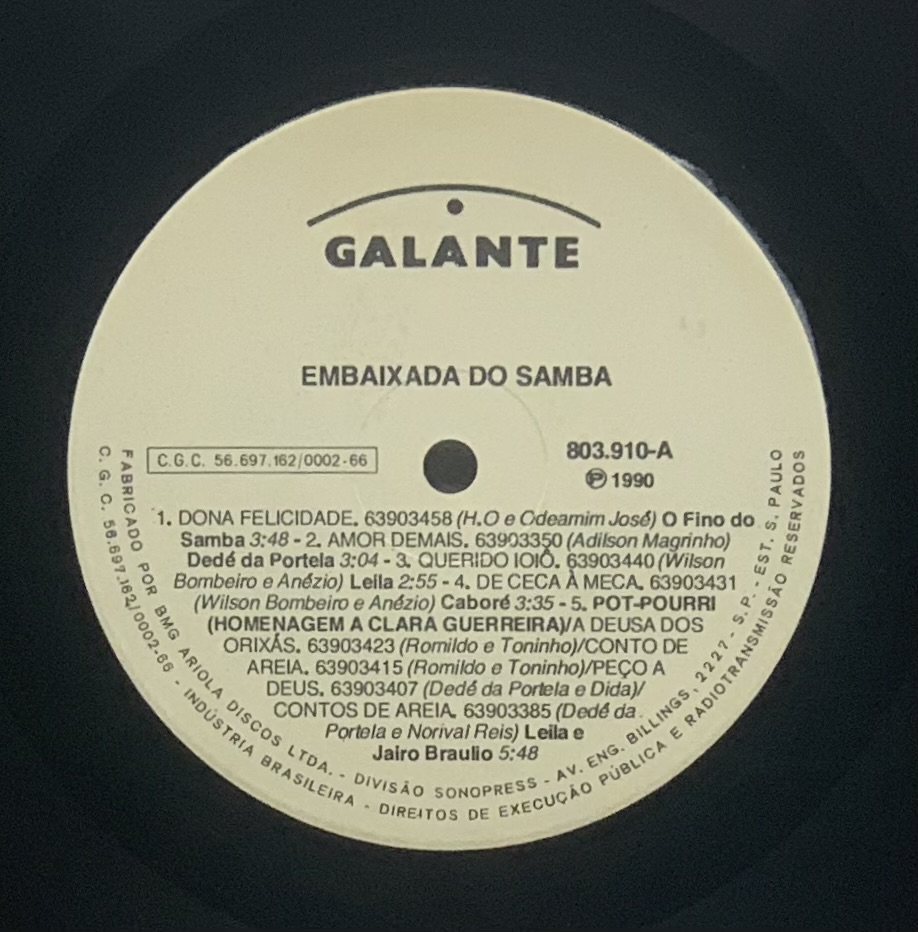 GALANTE
EMBAIXADA DO SAMBA
C.G.C. 56.697.162/0002-66
803.910-A
Ⓟ 1990
1. DONA FELICIDADE. 63903458 (H.O e Odeamim José) O Fino do
Samba 3:48 - 2. AMOR DEMAIS. 63903350 (Adilson Magrinho)
Dedé da Portela 3:04 - 3. QUERIDO IOIÔ. 63903440 (Wilson
Bombeiro e Anézio) Leila 2:55 - 4. DE CECA À MECA. 63903431
(Wilson Bombeiro e Anézio) Caboré 3:35 - 5. POT-POURRI
(HOMENAGEM A CLARA GUERREIRA)/A DEUSA DOS
ORIXÁS. 63903423 (Romildo e Toninho)/CONTO DE
AREIA. 63903415 (Romildo e Toninho)/PEÇO A
DEUS. 63903407 (Dedé da Portela e Dida)/
CONTOS DE AREIA. 63903385 (Dedé da
Portela e Norival Reis) Leila e
Jairo Braulio 5:48
FABRICADO POR BMG ARIOLA DISCOS LTDA. - DIVISÃO SONOPRESS - AV. ENG. BILLINGS, 2227 - S.P. - EST. S. PAULO
C. G. C. 56.697.162/0002-66 - INDÚSTRIA BRASILEIRA - DIREITOS DE EXECUÇÃO PÚBLICA E RADIOTRANSMISSÃO RESERVADOS